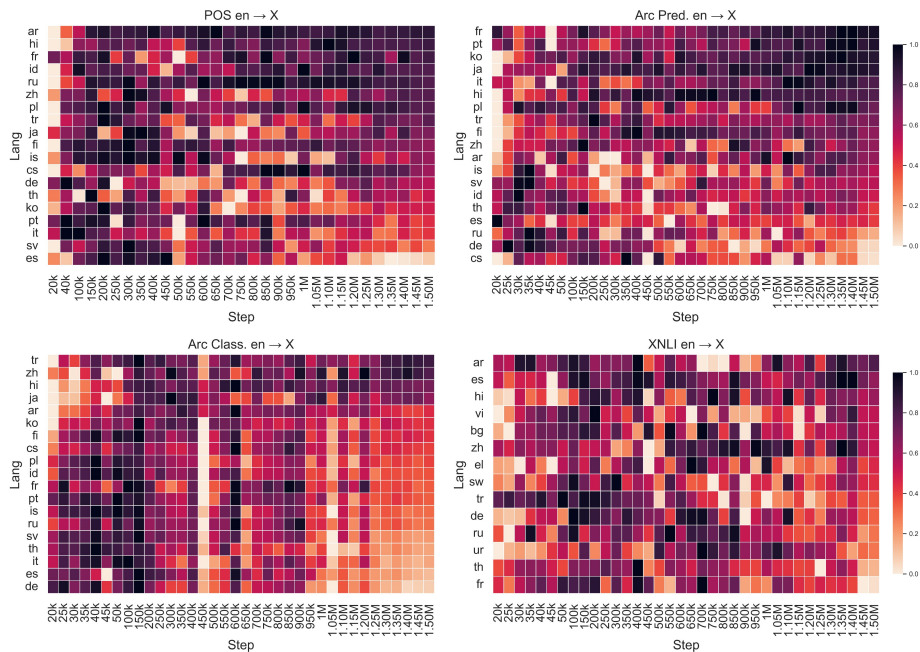 POS en → X
Lang
ar
hi
fr
id
ru
zh
pl
tr
ja
fi
is
cs
de
th
ko
pt
it
sv
es
20k 40k 100k 150k 200k 250k 300k 350k 400k 450k 500k 550k 600k 650k 700k 750k 800k 850k 900k 950k 1M 1.05M 1.10M 1.15M 1.20M 1.25M 1.30M 1.35M 1.40M 1.45M 1.50M
Step
Arc Pred. en → X
Lang
fr
pt
ko
ja
it
hi
pl
tr
fi
zh
ar
is
sv
id
th
es
ru
de
cs
20k 25k 30k 35k 40k 45k 50k 100k 150k 200k 250k 300k 350k 400k 450k 500k 550k 600k 650k 700k 750k 800k 850k 900k 950k 1M 1.05M 1.10M 1.15M 1.20M 1.25M 1.30M 1.35M 1.40M 1.45M 1.50M
Step
1.0
0.8
0.6
0.4
0.2
0.0
Arc Class. en → X
Lang
tr
zh
hi
ja
ar
ko
fi
cs
pl
id
fr
pt
is
ru
sv
th
it
es
de
20k 25k 30k 35k 40k 45k 50k 100k 150k 200k 250k 300k 350k 400k 450k 500k 550k 600k 650k 700k 750k 800k 850k 900k 950k 1M 1.05M 1.10M 1.15M 1.20M 1.25M 1.30M 1.35M 1.40M 1.45M 1.50M
Step
XNLI en → X
Lang
ar
es
hi
vi
bg
zh
el
sw
tr
de
ru
ur
th
fr
20k 25k 30k 35k 40k 45k 50k 100k 150k 200k 250k 300k 350k 400k 450k 500k 550k 600k 650k 700k 750k 800k 850k 900k 950k 1M 1.05M 1.10M 1.15M 1.20M 1.25M 1.30M 1.35M 1.40M 1.45M 1.50M
Step
1.0
0.8
0.6
0.4
0.2
0.0